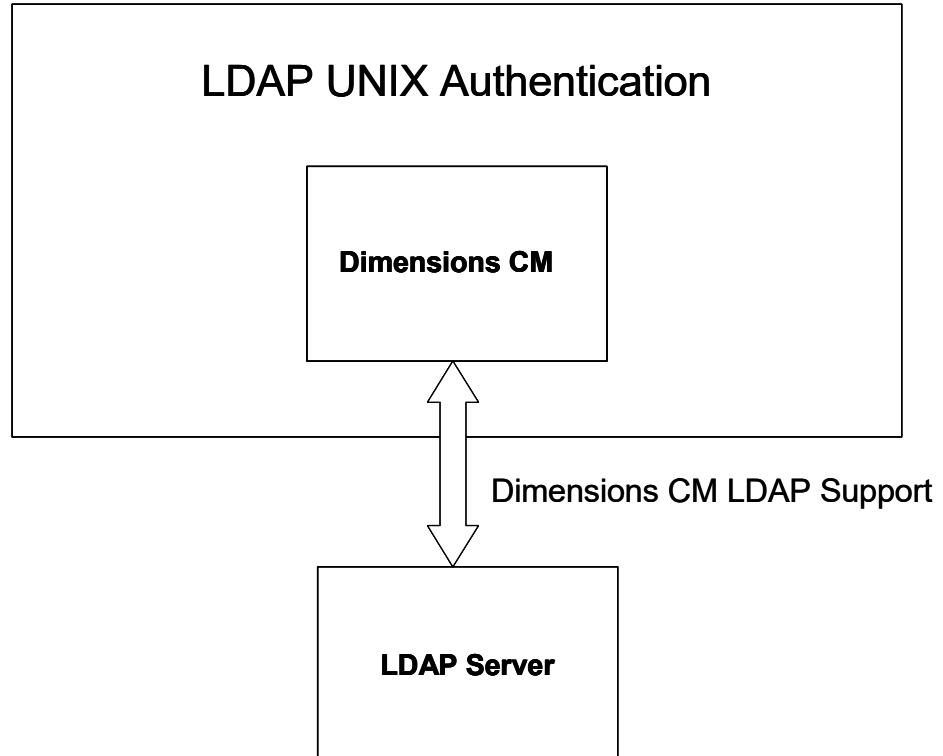 LDAP UNIX Authentication
Dimensions CM
Dimensions CM LDAP Support
LDAP Server